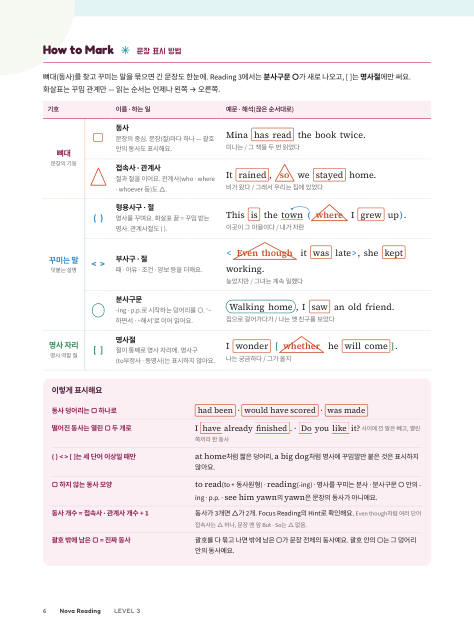 How to Mark ✳ 문장 표시 방법
뼈대(동사)를 찾고 꾸미는 말을 묶으면 긴 문장도 한눈에. Reading 3에서는 분사구문 ○가 새로 나오고, [ ]는 명사절에만 써요.
화살표는 꾸밈 관계만 — 읽는 순서는 언제나 왼쪽 → 오른쪽.
기호 이름 · 하는 일 예문 · 해석(끊은 순서대로)
뼈대
문장의 기둥
동사
문장의 중심. 문장(절)마다 하나 — 괄호
안의 동사도 표시해요.
Mina has read the book twice.
미나는 / 그 책을 두 번 읽었다
접속사 · 관계사
절과 절을 이어요. 관계사(who · where
· whoever 등)도 △.
It rained, so we stayed home.
비가 왔다 / 그래서 우리는 집에 있었다
꾸미는 말
덧붙는 설명
( )
형용사구 · 절
명사를 꾸며요. 화살표 끝 = 꾸밈 받는
명사. 관계사절도 ( ).
This is the town ( where I grew up).
이곳이 그 마을이다 / 내가 자란
< >
부사구 · 절
때 · 이유 · 조건 · 양보 등을 더해요.
< Even though it was late>, she kept
working.
늦었지만 / 그녀는 계속 일했다
분사구문
-ing · p.p.로 시작하는 덩어리를 ○. '~
하면서 · ~해서'로 이어 읽어요.
Walking home, I saw an old friend.
집으로 걸어가다가 / 나는 옛 친구를 보았다
명사 자리
명사 역할 절
[ ]
명사절
절이 통째로 명사 자리에. 명사구
(to부정사 · 동명사)는 표시하지 않아요.
I wonder [ whether he will come].
나는 궁금하다 / 그가 올지
이렇게 표시해요
동사 덩어리는 □ 하나로 had been · would have scored · was made
떨어진 동사는 열린 □ 두 개로 I have already finished. · Do you like it? 사이에 낀 말은 빼고, 열린
쪽끼리 한 동사
( ) < > [ ]는 세 단어 이상일 때만 at home처럼 짧은 덩어리, a big dog처럼 명사에 꾸밈말만 붙은 것은 표시하지
않아요.
□ 하지 않는 동사 모양 to read(to + 동사원형) · reading(-ing) · 명사를 꾸미는 분사 · 분사구문 ○ 안의 -
ing · p.p. · see him yawn의 yawn은 문장의 동사가 아니에요.
동사 개수 = 접속사 · 관계사 개수 + 1 동사가 3개면 △가 2개. Focus Reading의 Hint로 확인해요. Even though처럼 여러 단어
접속사는 △ 하나, 문장 맨 앞 But · So는 △ 없음.
괄호 밖에 남은 □ = 진짜 동사 괄호를 다 묶고 나면 밖에 남은 □가 문장 전체의 동사예요. 괄호 안의 □는 그 덩어리
안의 동사예요.
6 Nova Reading LEVEL 3